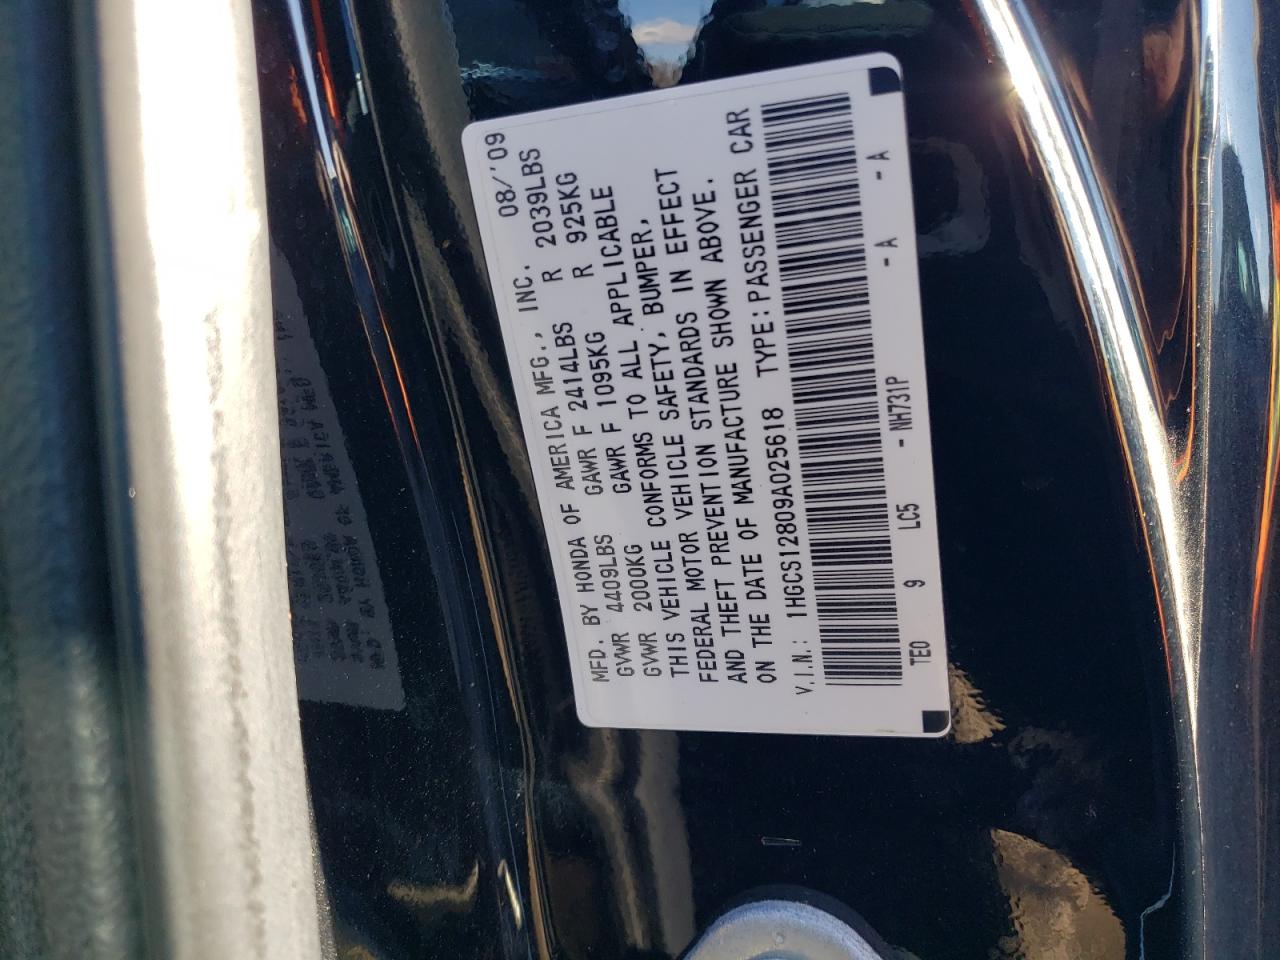 MFD. BY HONDA OF AMERICA MFG., INC. 08/'09
GVWR 4409LBS GAWR F 2414LBS R 2039LBS
GVWR 2000KG GAWR F 1095KG R 925KG
THIS VEHICLE CONFORMS TO ALL APPLICABLE
FEDERAL MOTOR VEHICLE SAFETY, BUMPER,
AND THEFT PREVENTION STANDARDS IN EFFECT
ON THE DATE OF MANUFACTURE SHOWN ABOVE.
V.I.N.: 1HGCS12809A025618 TYPE:PASSENGER CAR
TE0 9 LC5 - NH731P - A - A